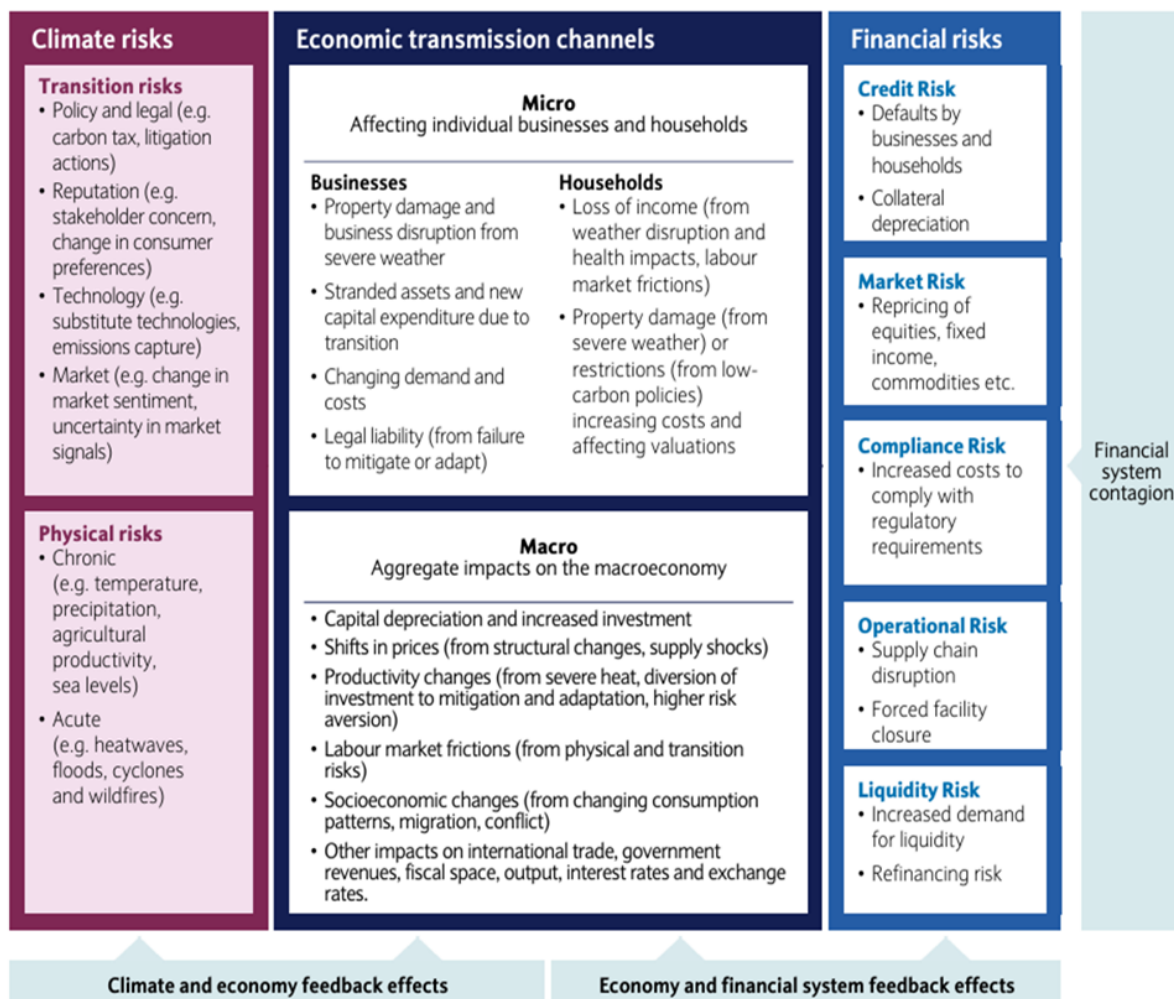 Climate risks
Transition risks
• Policy and legal (e.g.
carbon tax, litigation
actions)
• Reputation (e.g.
stakeholder concern,
change in consumer
preferences)
• Technology (e.g.
substitute technologies,
emissions capture)
• Market (e.g. change in
market sentiment,
uncertainty in market
signals)
Physical risks
• Chronic
(e.g. temperature,
precipitation,
agricultural
productivity,
sea levels)
• Acute
(e.g. heatwaves,
floods, cyclones
and wildfires)
Economic transmission channels
Micro
Affecting individual businesses and households
Businesses
• Property damage and
business disruption from
severe weather
• Stranded assets and new
capital expenditure due to
transition
• Changing demand and
costs
• Legal liability (from failure
to mitigate or adapt)
Households
• Loss of income (from
weather disruption and
health impacts, labour
market frictions)
• Property damage (from
severe weather) or
restrictions (from low-
carbon policies)
increasing costs and
affecting valuations
Macro
Aggregate impacts on the macroeconomy
• Capital depreciation and increased investment
• Shifts in prices (from structural changes, supply shocks)
• Productivity changes (from severe heat, diversion of
investment to mitigation and adaptation, higher risk
aversion)
• Labour market frictions (from physical and transition
risks)
• Socioeconomic changes (from changing consumption
patterns, migration, conflict)
• Other impacts on international trade, government
revenues, fiscal space, output, interest rates and exchange
rates.
Financial risks
Credit Risk
• Defaults by
businesses and
households
• Collateral
depreciation
Market Risk
• Repricing of
equities, fixed
income,
commodities etc.
Compliance Risk
• Increased costs to
comply with
regulatory
requirements
Operational Risk
• Supply chain
disruption
• Forced facility
closure
Liquidity Risk
• Increased demand
for liquidity
• Refinancing risk
Financial
system
contagion
Climate and economy feedback effects
Economy and financial system feedback effects